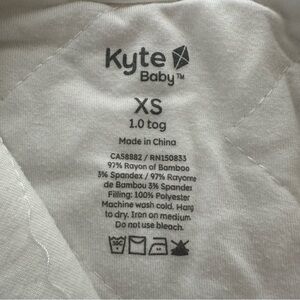 Kyte
Baby™
XS
1.0 tog
Made in China
CA58882 / RN150833
97% Rayon of Bamboo
3% Spandex / 97% Rayonne
de Bambou 3% Spandex
Filling: 100% Polyester
Machine wash cold. Hang
to dry. Iron on medium.
Do not use bleach.
30C